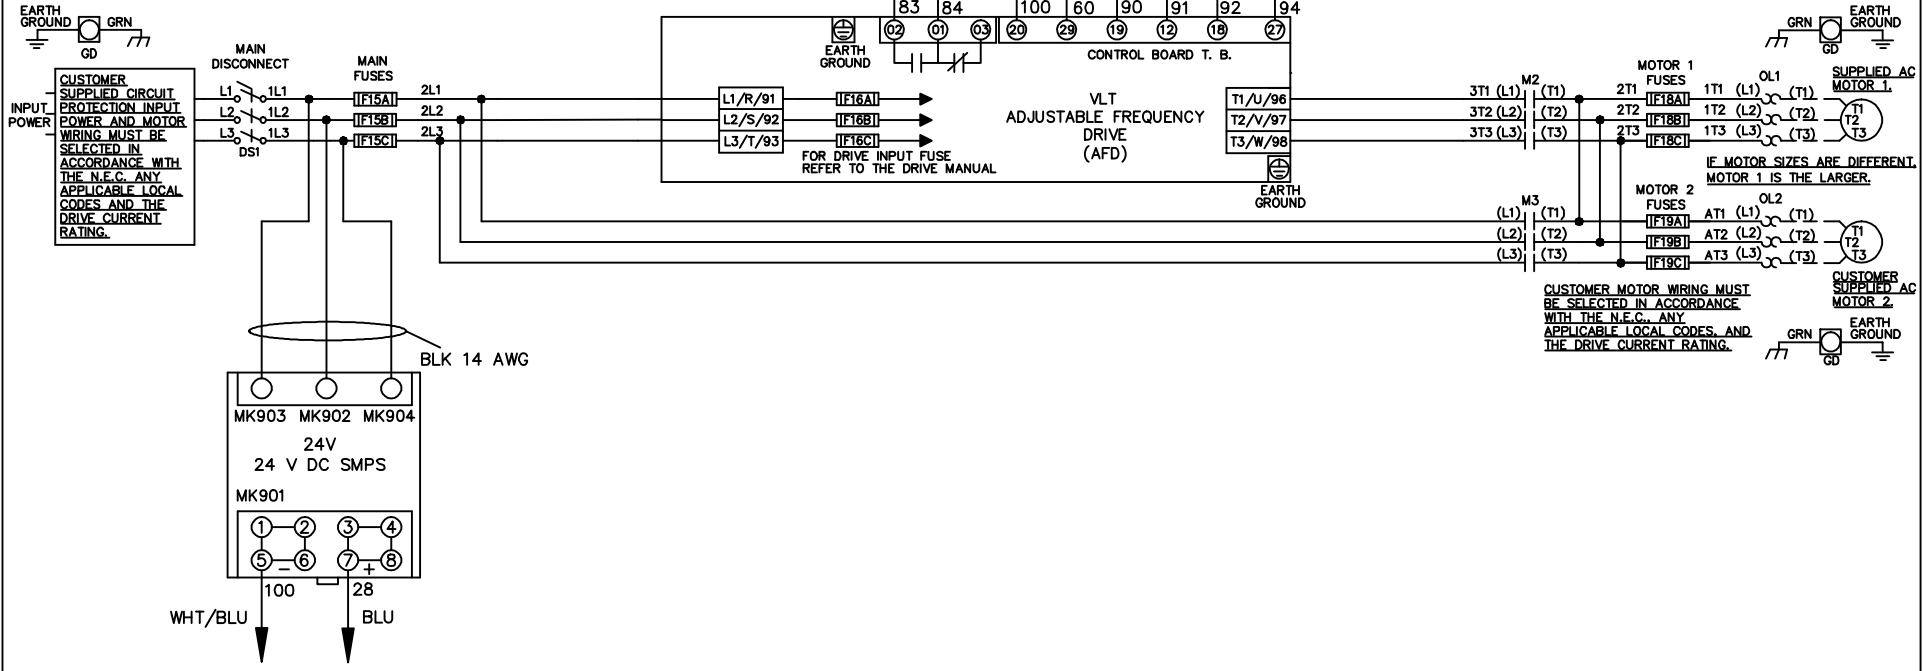 EARTH
GROUND
GRN
GD
83 84 100 60 90 91 92 94
02 01 03 20 29 19 12 18 27
EARTH
GROUND
CONTROL BOARD T. B.
GRN
EARTH
GROUND
GD
INPUT
POWER
CUSTOMER
SUPPLIED CIRCUIT
PROTECTION INPUT
POWER AND MOTOR
WIRING MUST BE
SELECTED IN
ACCORDANCE WITH
THE N.E.C. ANY
APPLICABLE LOCAL
CODES AND THE
DRIVE CURRENT
RATING.
MAIN
DISCONNECT
L1 1L1
L2 1L2
L3 1L3
DS1
MAIN
FUSES
F15A 2L1
F15B 2L2
F15C 2L3
L1/R/91 F16A
L2/S/92 F16B
L3/T/93 F16C
FOR DRIVE INPUT FUSE
REFER TO THE DRIVE MANUAL
VLT
ADJUSTABLE FREQUENCY
DRIVE
(AFD)
T1/U/96
T2/V/97
T3/W/98
EARTH
GROUND
M2
3T1 (L1) (T1)
3T2 (L2) (T2)
3T3 (L3) (T3)
MOTOR 1
FUSES
2T1 F18A 1T1 (L1)
2T2 F18B 1T2 (L2)
2T3 F18C 1T3 (L3)
OL1
(T1)
(T2)
(T3)
SUPPLIED AC
MOTOR 1.
T1
T2
T3
IF MOTOR SIZES ARE DIFFERENT,
MOTOR 1 IS THE LARGER.
M3
(L1) (T1)
(L2) (T2)
(L3) (T3)
MOTOR 2
FUSES
F19A AT1 (L1)
F19B AT2 (L2)
F19C AT3 (L3)
OL2
(T1)
(T2)
(T3)
T1
T2
T3
CUSTOMER
SUPPLIED AC
MOTOR 2.
CUSTOMER MOTOR WIRING MUST
BE SELECTED IN ACCORDANCE
WITH THE N.E.C., ANY
APPLICABLE LOCAL CODES, AND
THE DRIVE CURRENT RATING.
GRN
EARTH
GROUND
GD
BLK 14 AWG
MK903 MK902 MK904
24V
24 V DC SMPS
MK901
1 2 3 4
5 6 7 8
− +
100 28
WHT/BLU BLU